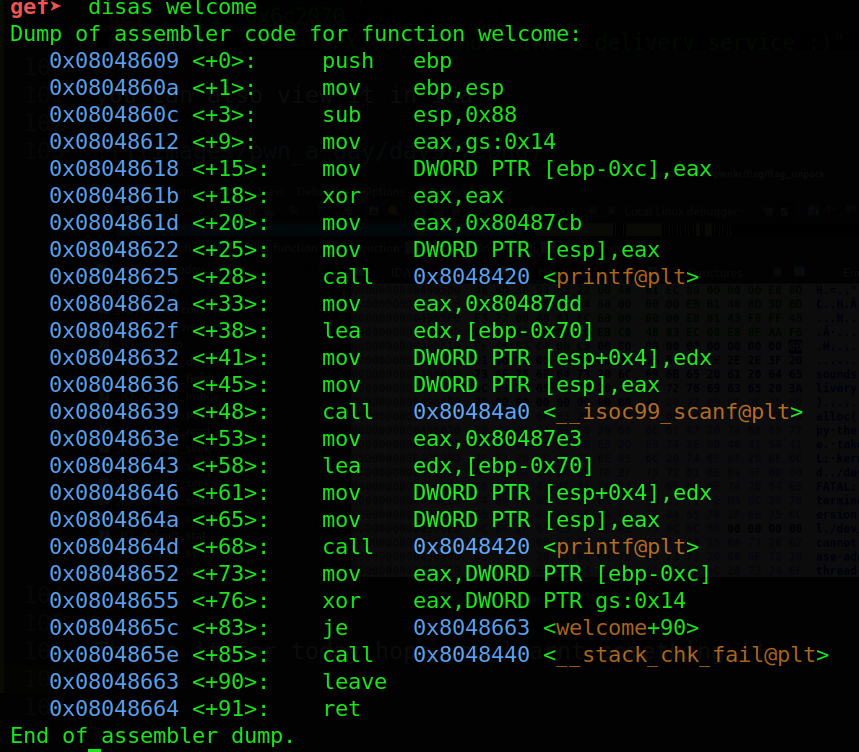 gef➤  disas welcome
Dump of assembler code for function welcome:
   0x08048609 <+0>:	push   ebp
   0x0804860a <+1>:	mov    ebp,esp
   0x0804860c <+3>:	sub    esp,0x88
   0x08048612 <+9>:	mov    eax,gs:0x14
   0x08048618 <+15>:	mov    DWORD PTR [ebp-0xc],eax
   0x0804861b <+18>:	xor    eax,eax
   0x0804861d <+20>:	mov    eax,0x80487cb
   0x08048622 <+25>:	mov    DWORD PTR [esp],eax
   0x08048625 <+28>:	call   0x8048420 <printf@plt>
   0x0804862a <+33>:	mov    eax,0x80487dd
   0x0804862f <+38>:	lea    edx,[ebp-0x70]
   0x08048632 <+41>:	mov    DWORD PTR [esp+0x4],edx
   0x08048636 <+45>:	mov    DWORD PTR [esp],eax
   0x08048639 <+48>:	call   0x80484a0 <__isoc99_scanf@plt>
   0x0804863e <+53>:	mov    eax,0x80487e3
   0x08048643 <+58>:	lea    edx,[ebp-0x70]
   0x08048646 <+61>:	mov    DWORD PTR [esp+0x4],edx
   0x0804864a <+65>:	mov    DWORD PTR [esp],eax
   0x0804864d <+68>:	call   0x8048420 <printf@plt>
   0x08048652 <+73>:	mov    eax,DWORD PTR [ebp-0xc]
   0x08048655 <+76>:	xor    eax,DWORD PTR gs:0x14
   0x0804865c <+83>:	je     0x8048663 <welcome+90>
   0x0804865e <+85>:	call   0x8048440 <__stack_chk_fail@plt>
   0x08048663 <+90>:	leave
   0x08048664 <+91>:	ret
End of assembler dump.